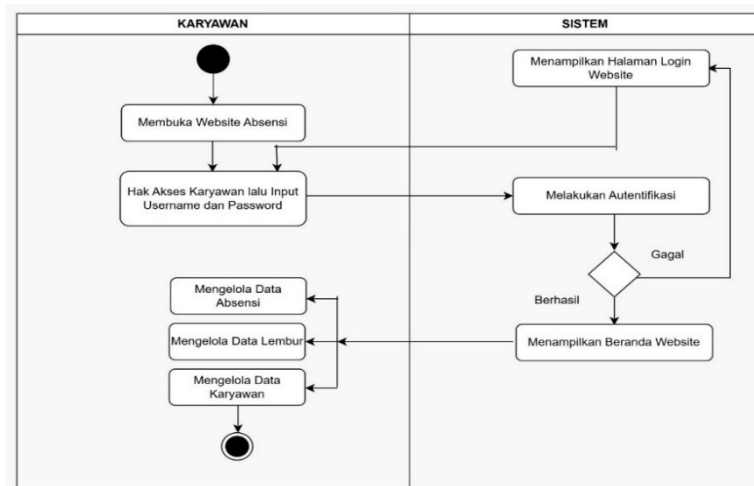 KARYAWAN
SISTEM
Menampilkan Halaman Login
Website
Membuka Website Absensi
Hak Akses Karyawan lalu Input
Username dan Password
Melakukan Autentifikasi
Gagal
Berhasil
Mengelola Data
Absensi
Mengelola Data Lembur
Menampilkan Beranda Website
Mengelola Data
Karyawan